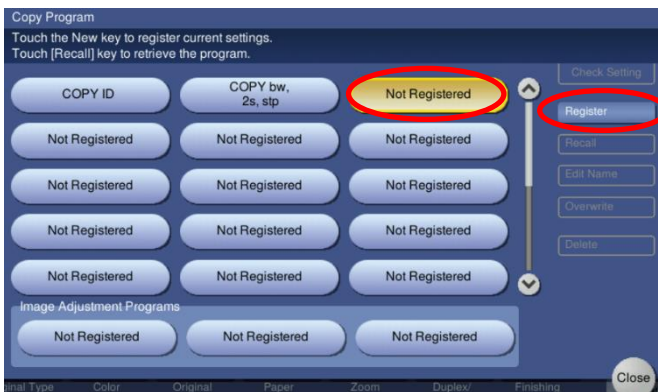 Copy Program
Touch the New key to register current settings.
Touch [Recall] key to retrieve the program.
Check Setting
COPY ID
COPY bw,
2s, stp
Not Registered
Register
Not Registered
Not Registered
Not Registered
Recall
Not Registered
Not Registered
Not Registered
Edit Name
Overwrite
Not Registered
Not Registered
Not Registered
Delete
Not Registered
Not Registered
Not Registered
Image Adjustment Programs
Not Registered
Not Registered
Not Registered
Close
ginal Type
Color
Original
Paper
Zoom
Duplex/
Finishing